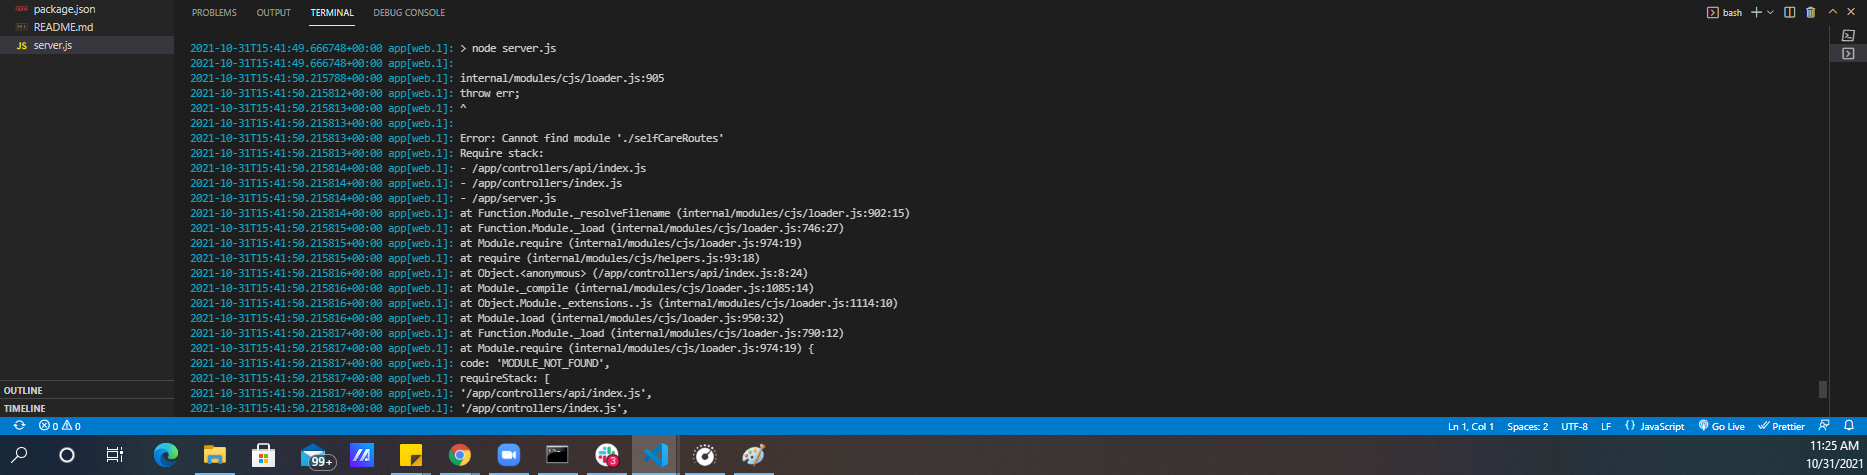 package.json
README.md
JS server.js
OUTLINE
TIMELINE
PROBLEMS OUTPUT TERMINAL DEBUG CONSOLE
bash
2021-10-31T15:41:49.666748+00:00 app[web.1]: > node server.js
2021-10-31T15:41:49.666748+00:00 app[web.1]:
2021-10-31T15:41:50.215788+00:00 app[web.1]: internal/modules/cjs/loader.js:905
2021-10-31T15:41:50.215812+00:00 app[web.1]: throw err;
2021-10-31T15:41:50.215813+00:00 app[web.1]: ^
2021-10-31T15:41:50.215813+00:00 app[web.1]:
2021-10-31T15:41:50.215813+00:00 app[web.1]: Error: Cannot find module './selfCareRoutes'
2021-10-31T15:41:50.215813+00:00 app[web.1]: Require stack:
2021-10-31T15:41:50.215814+00:00 app[web.1]: - /app/controllers/api/index.js
2021-10-31T15:41:50.215814+00:00 app[web.1]: - /app/controllers/index.js
2021-10-31T15:41:50.215814+00:00 app[web.1]: - /app/server.js
2021-10-31T15:41:50.215814+00:00 app[web.1]: at Function.Module._resolveFilename (internal/modules/cjs/loader.js:902:15)
2021-10-31T15:41:50.215815+00:00 app[web.1]: at Function.Module._load (internal/modules/cjs/loader.js:746:27)
2021-10-31T15:41:50.215815+00:00 app[web.1]: at Module.require (internal/modules/cjs/loader.js:974:19)
2021-10-31T15:41:50.215815+00:00 app[web.1]: at require (internal/modules/cjs/helpers.js:93:18)
2021-10-31T15:41:50.215816+00:00 app[web.1]: at Object.<anonymous> (/app/controllers/api/index.js:8:24)
2021-10-31T15:41:50.215816+00:00 app[web.1]: at Module._compile (internal/modules/cjs/loader.js:1085:14)
2021-10-31T15:41:50.215816+00:00 app[web.1]: at Object.Module._extensions..js (internal/modules/cjs/loader.js:1114:10)
2021-10-31T15:41:50.215816+00:00 app[web.1]: at Module.load (internal/modules/cjs/loader.js:950:32)
2021-10-31T15:41:50.215817+00:00 app[web.1]: at Function.Module._load (internal/modules/cjs/loader.js:790:12)
2021-10-31T15:41:50.215817+00:00 app[web.1]: at Module.require (internal/modules/cjs/loader.js:974:19) {
2021-10-31T15:41:50.215817+00:00 app[web.1]: code: 'MODULE_NOT_FOUND',
2021-10-31T15:41:50.215817+00:00 app[web.1]: requireStack: [
2021-10-31T15:41:50.215817+00:00 app[web.1]: '/app/controllers/api/index.js',
2021-10-31T15:41:50.215818+00:00 app[web.1]: '/app/controllers/index.js',
0 0
Ln 1, Col 1 Spaces: 2 UTF-8 LF {} JavaScript Go Live Prettier
99+
3
11:25 AM
10/31/2021